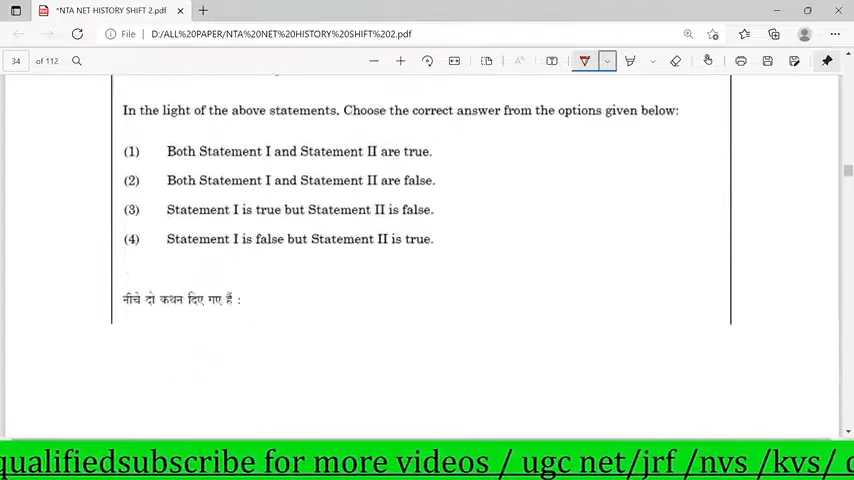 *NTA NET HISTORY SHIFT 2.pdf
File D:/ALL%20PAPER/NTA%20NET%20HISTORY%20SHIFT%202.pdf
34 of 112
In the light of the above statements. Choose the correct answer from the options given below:
(1) Both Statement I and Statement II are true.
(2) Both Statement I and Statement II are false.
(3) Statement I is true but Statement II is false.
(4) Statement I is false but Statement II is true.
नीचे दो कथन दिए गए हैं :
qualifiedsubscribe for more videos / ugc net/jrf /nvs /kvs/